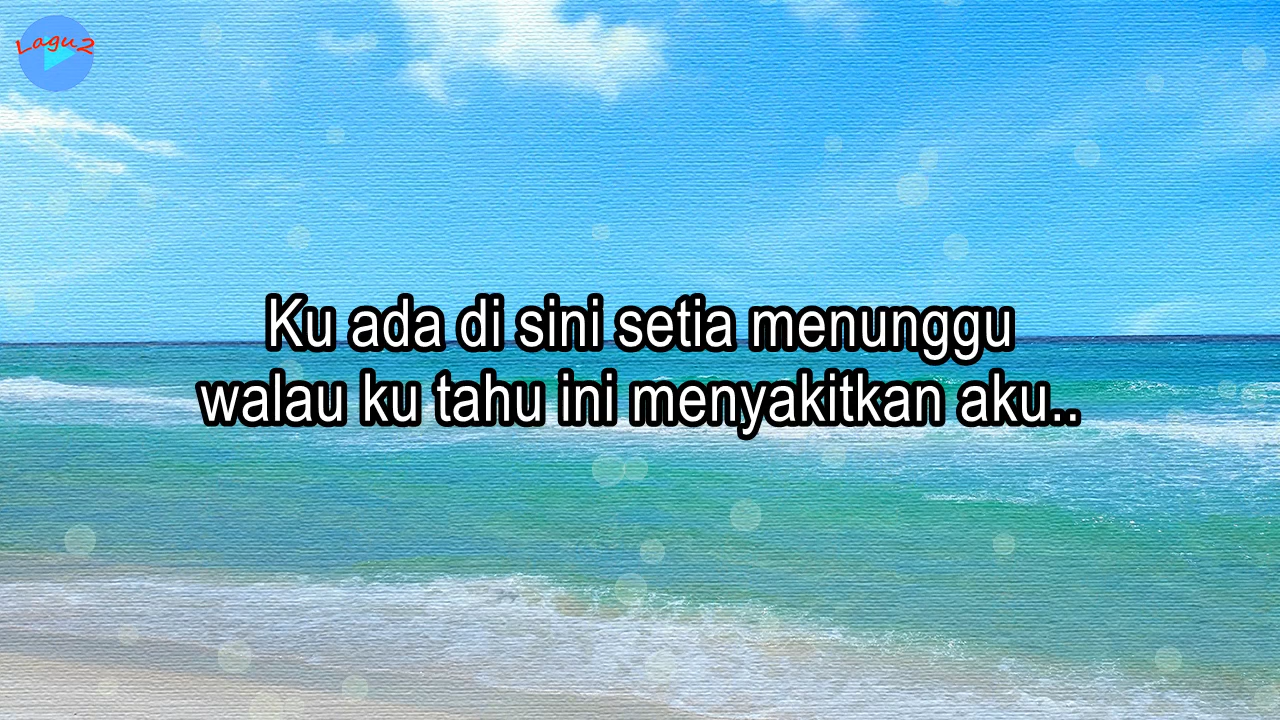 Lagu2
Ku ada di sini setia menunggu
walau ku tahu ini menyakitkan aku..